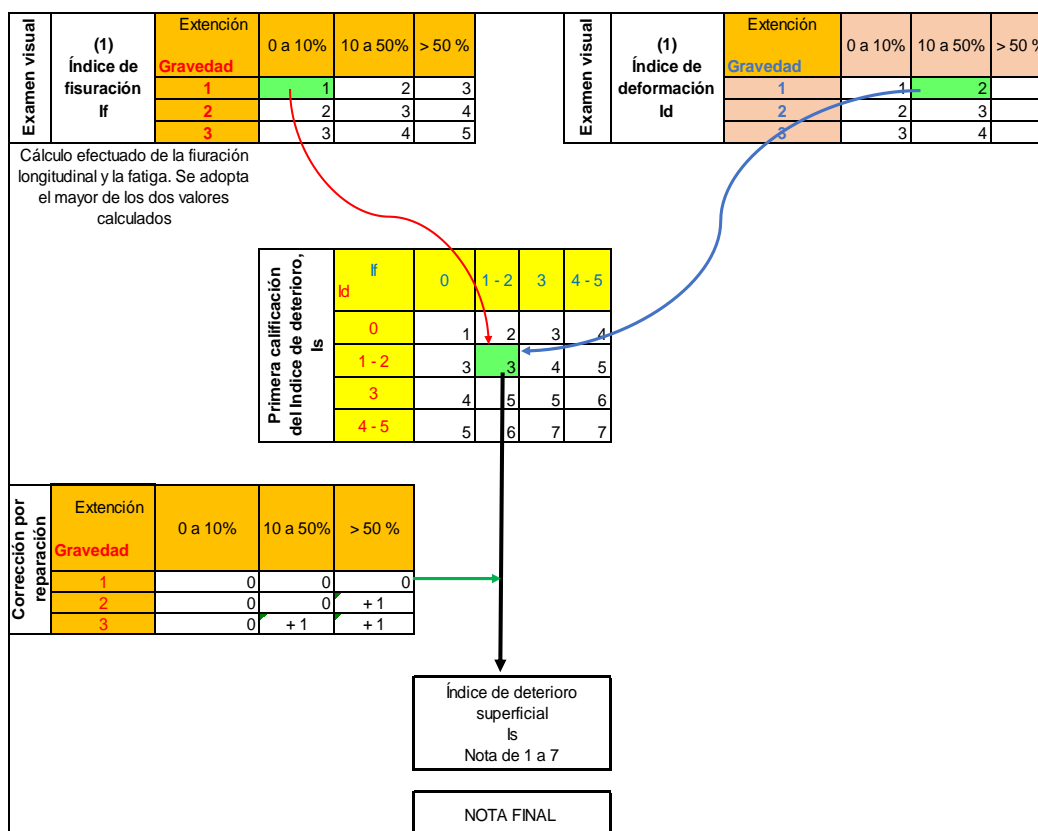 Examen visual
(1)
Índice de
fisuración
If
Extención
Gravedad
0 a 10% 10 a 50% > 50 %
1 1 2 3
2 2 3 4
3 3 4 5
Cálculo efectuado de la fiuración
longitudinal y la fatiga. Se adopta
el mayor de los dos valores
calculados
Examen visual
(1)
Índice de
deformación
Id
Extención
Gravedad
0 a 10% 10 a 50% > 50 %
1 1 2
2 2 3
3 3 4
Primera calificación
del Indice de deterioro,
Is
If
Id
0 1 - 2 3 4 - 5
0 1 2 3 4
1 - 2 3 3 4 5
3 4 5 5 6
4 - 5 5 6 7 7
Corrección por
reparación
Extención
Gravedad
0 a 10% 10 a 50% > 50 %
1 0 0 0
2 0 0 + 1
3 0 + 1 + 1
Índice de deterioro
superficial
Is
Nota de 1 a 7
NOTA FINAL